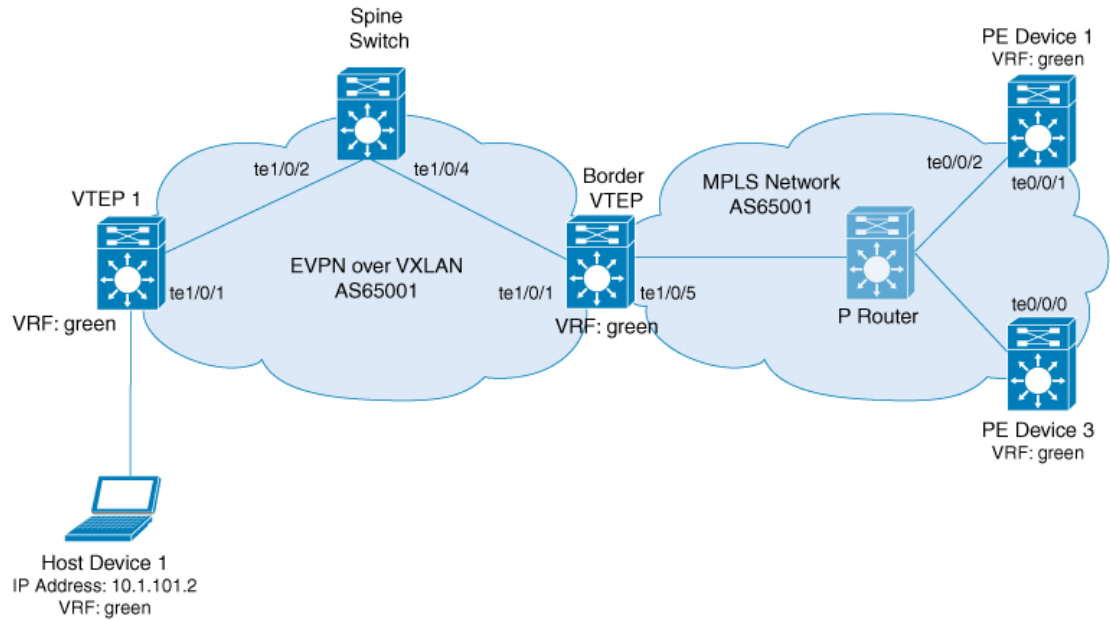 Spine
Switch
PE Device 1
VRF: green
te1/0/2
te1/0/4
Border
VTEP
MPLS Network
AS65001
te0/0/2
te0/0/1
VTEP 1
EVPN over VXLAN
AS65001
te1/0/1
te1/0/1
te1/0/5
VRF: green
VRF: green
P Router
te0/0/0
PE Device 3
VRF: green
Host Device 1
IP Address: 10.1.101.2
VRF: green